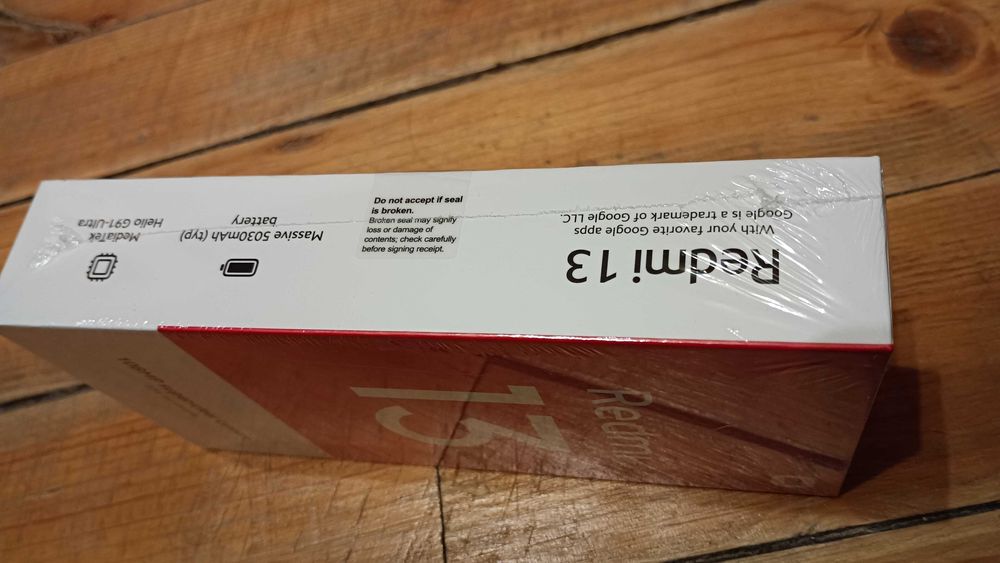 Redmi 13
With your favorite Google apps
Google is a trademark of Google LLC.
Do not accept if seal
is broken.
Broken seal may signify
loss or damage of
contents; check carefully
before signing receipt.
Massive 5030mAh (typ)
battery
MediaTek
Helio G91-Ultra
Redmi
13